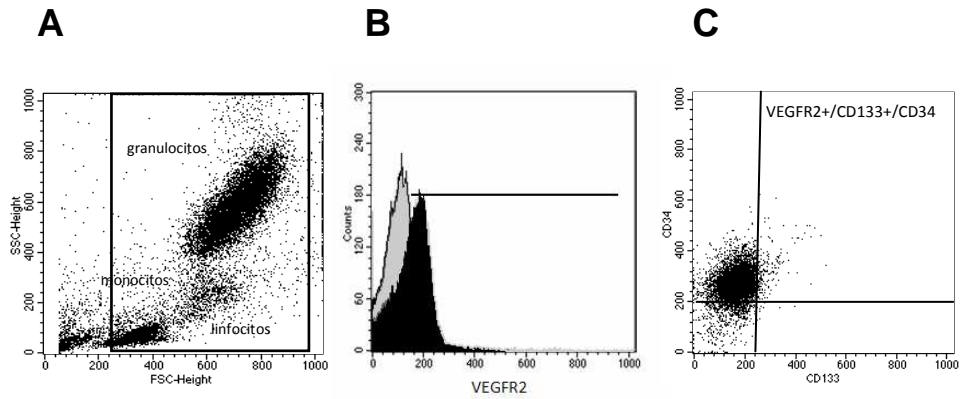 A
B
C
1000
800
600
400
200
0
SSC-Height
granulocitos
monocitos
linfocitos
0
200
400
600
800
1000
FSC-Height
300
240
180
120
60
0
Counts
0
200
400
600
800
1000
VEGFR2
1000
800
600
400
200
0
CD34
VEGFR2+/CD133+/CD34
0
200
400
600
800
1000
CD133